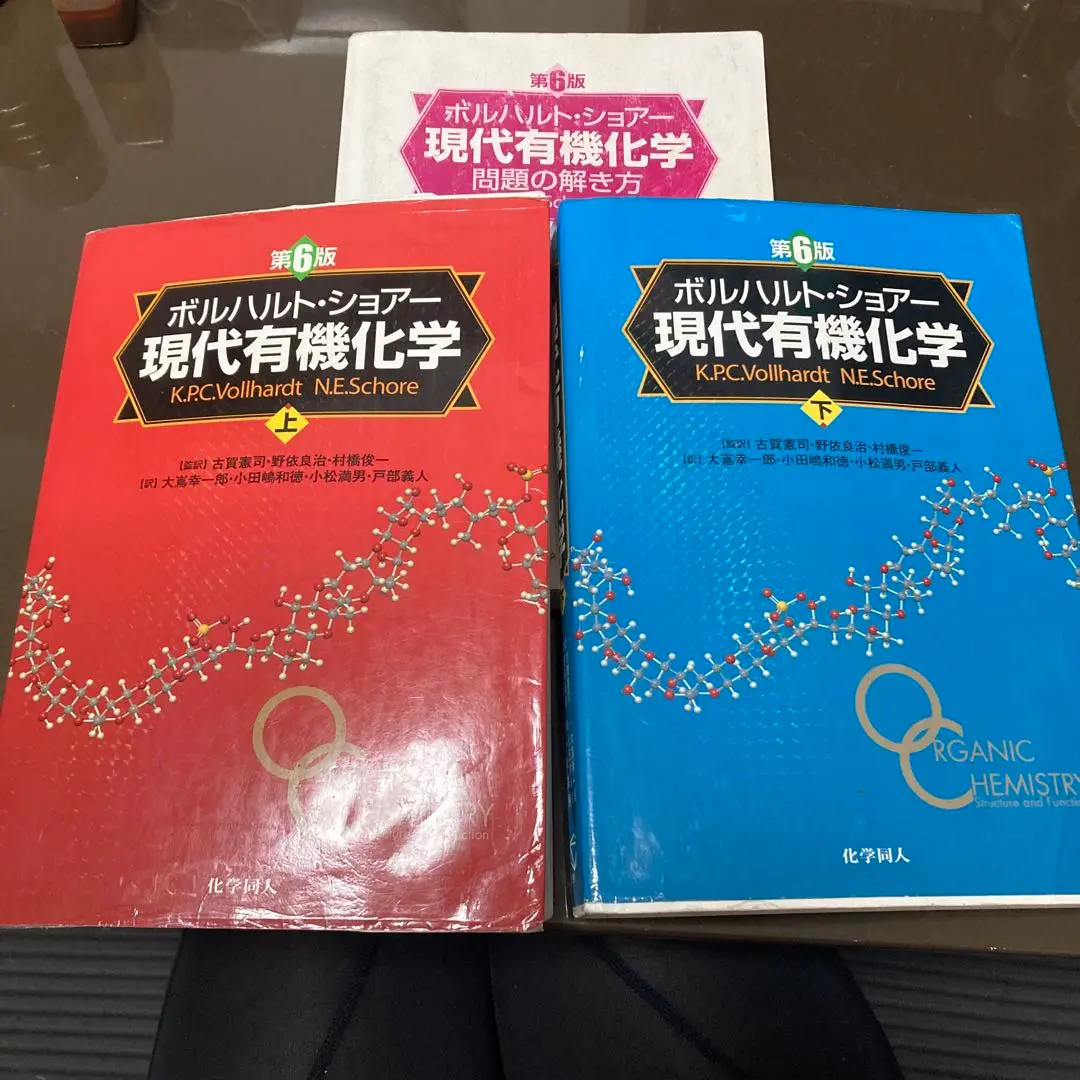 第6版
ボルハルト・ショアー
現代有機化学
問題の解き方
第6版
ボルハルト・ショアー
現代有機化学
K.P.C.Vollhardt N.E.Schore
上
【監訳】古賀憲司・野依良治・村橋俊一
【訳】大嶌幸一郎・小田嶋和徳・小松満男・戸部義人
化学同人
第6版
ボルハルト・ショアー
現代有機化学
K.P.C.Vollhardt N.E.Schore
下
【監訳】古賀憲司・野依良治・村橋俊一
【訳】大嶌幸一郎・小田嶋和徳・小松満男・戸部義人
ORGANIC
CHEMISTRY
Structure and Functi
化学同人